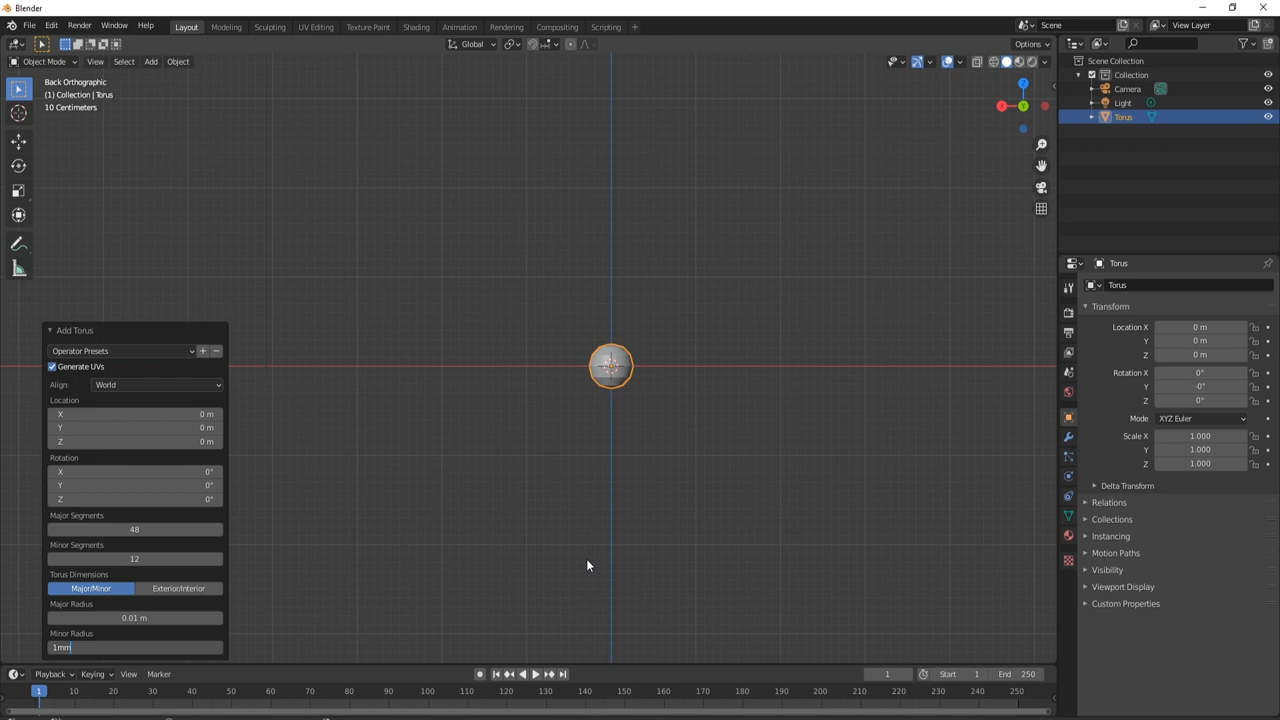 Blender
File Edit Render Window Help Layout Modeling Sculpting UV Editing Texture Paint Shading Animation Rendering Compositing Scripting + Scene View Layer
Global Options
Object Mode View Select Add Object
Back Orthographic
(1) Collection | Torus
10 Centimeters
Z
X Y
Scene Collection
Collection
Camera
Light
Torus
Add Torus
Operator Presets
Generate UVs
Align: World
Location
X 0 m
Y 0 m
Z 0 m
Rotation
X 0°
Y 0°
Z 0°
Major Segments
48
Minor Segments
12
Torus Dimensions
Major/Minor Exterior/Interior
Major Radius
0.01 m
Minor Radius
1mm
Torus
Torus
Transform
Location X 0 m
Y 0 m
Z 0 m
Rotation X 0°
Y -0°
Z 0°
Mode XYZ Euler
Scale X 1.000
Y 1.000
Z 1.000
Delta Transform
Relations
Collections
Instancing
Motion Paths
Visibility
Viewport Display
Custom Properties
Playback Keying View Marker 1 Start 1 End 250
1 10 20 30 40 50 60 70 80 90 100 110 120 130 140 150 160 170 180 190 200 210 220 230 240 250